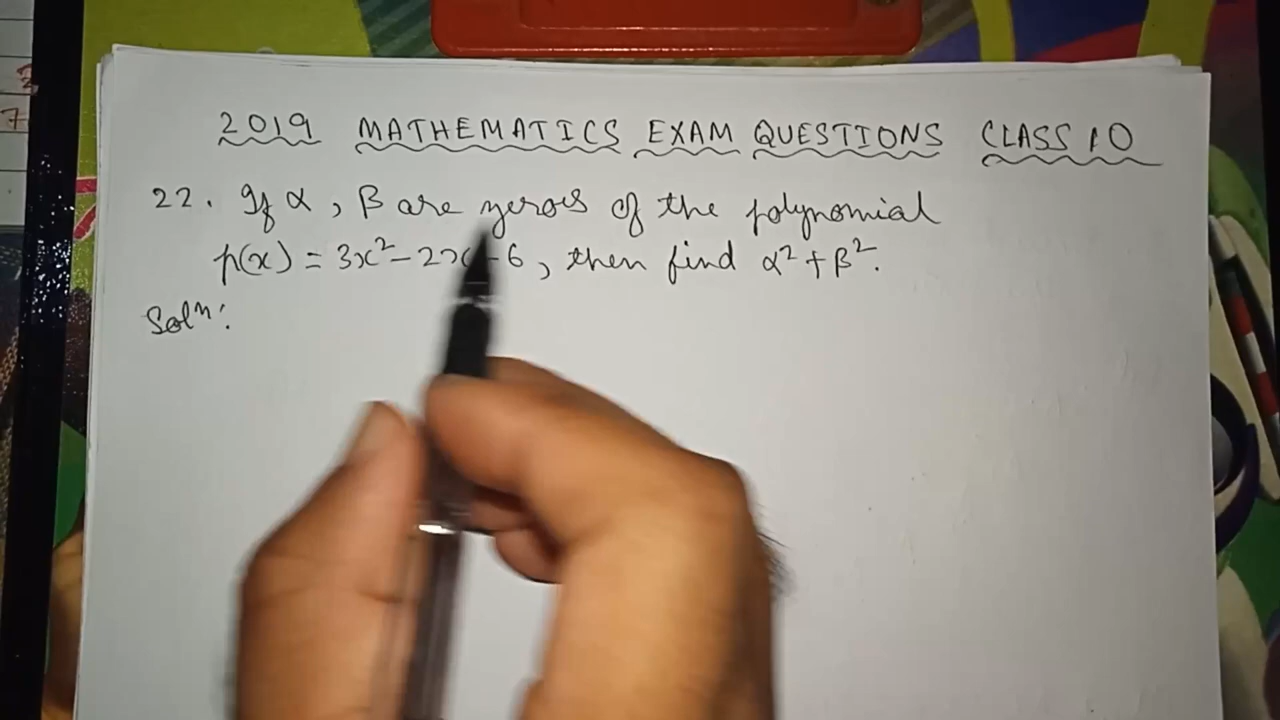 2019 MATHEMATICS EXAM QUESTIONS CLASS 10
22. If α, β are zeroes of the polynomial
p(x) = 3x² - 2x - 6, then find α² + β².
Solⁿ:
7